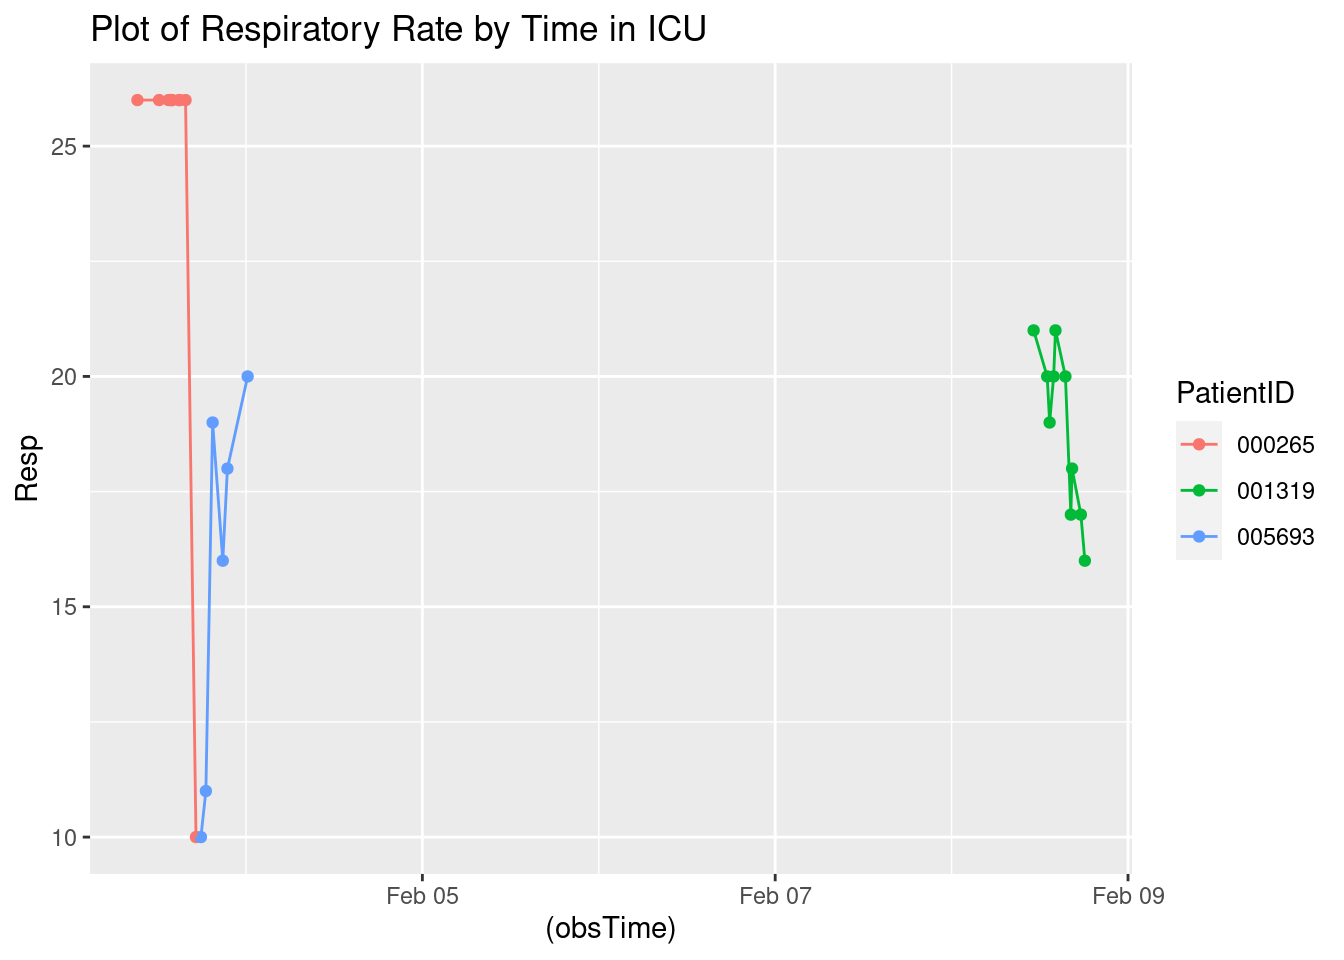 Plot of Respiratory Rate by Time in ICU
25
20
15
10
Resp
Feb 05
Feb 07
Feb 09
(obsTime)
PatientID
000265
001319
005693